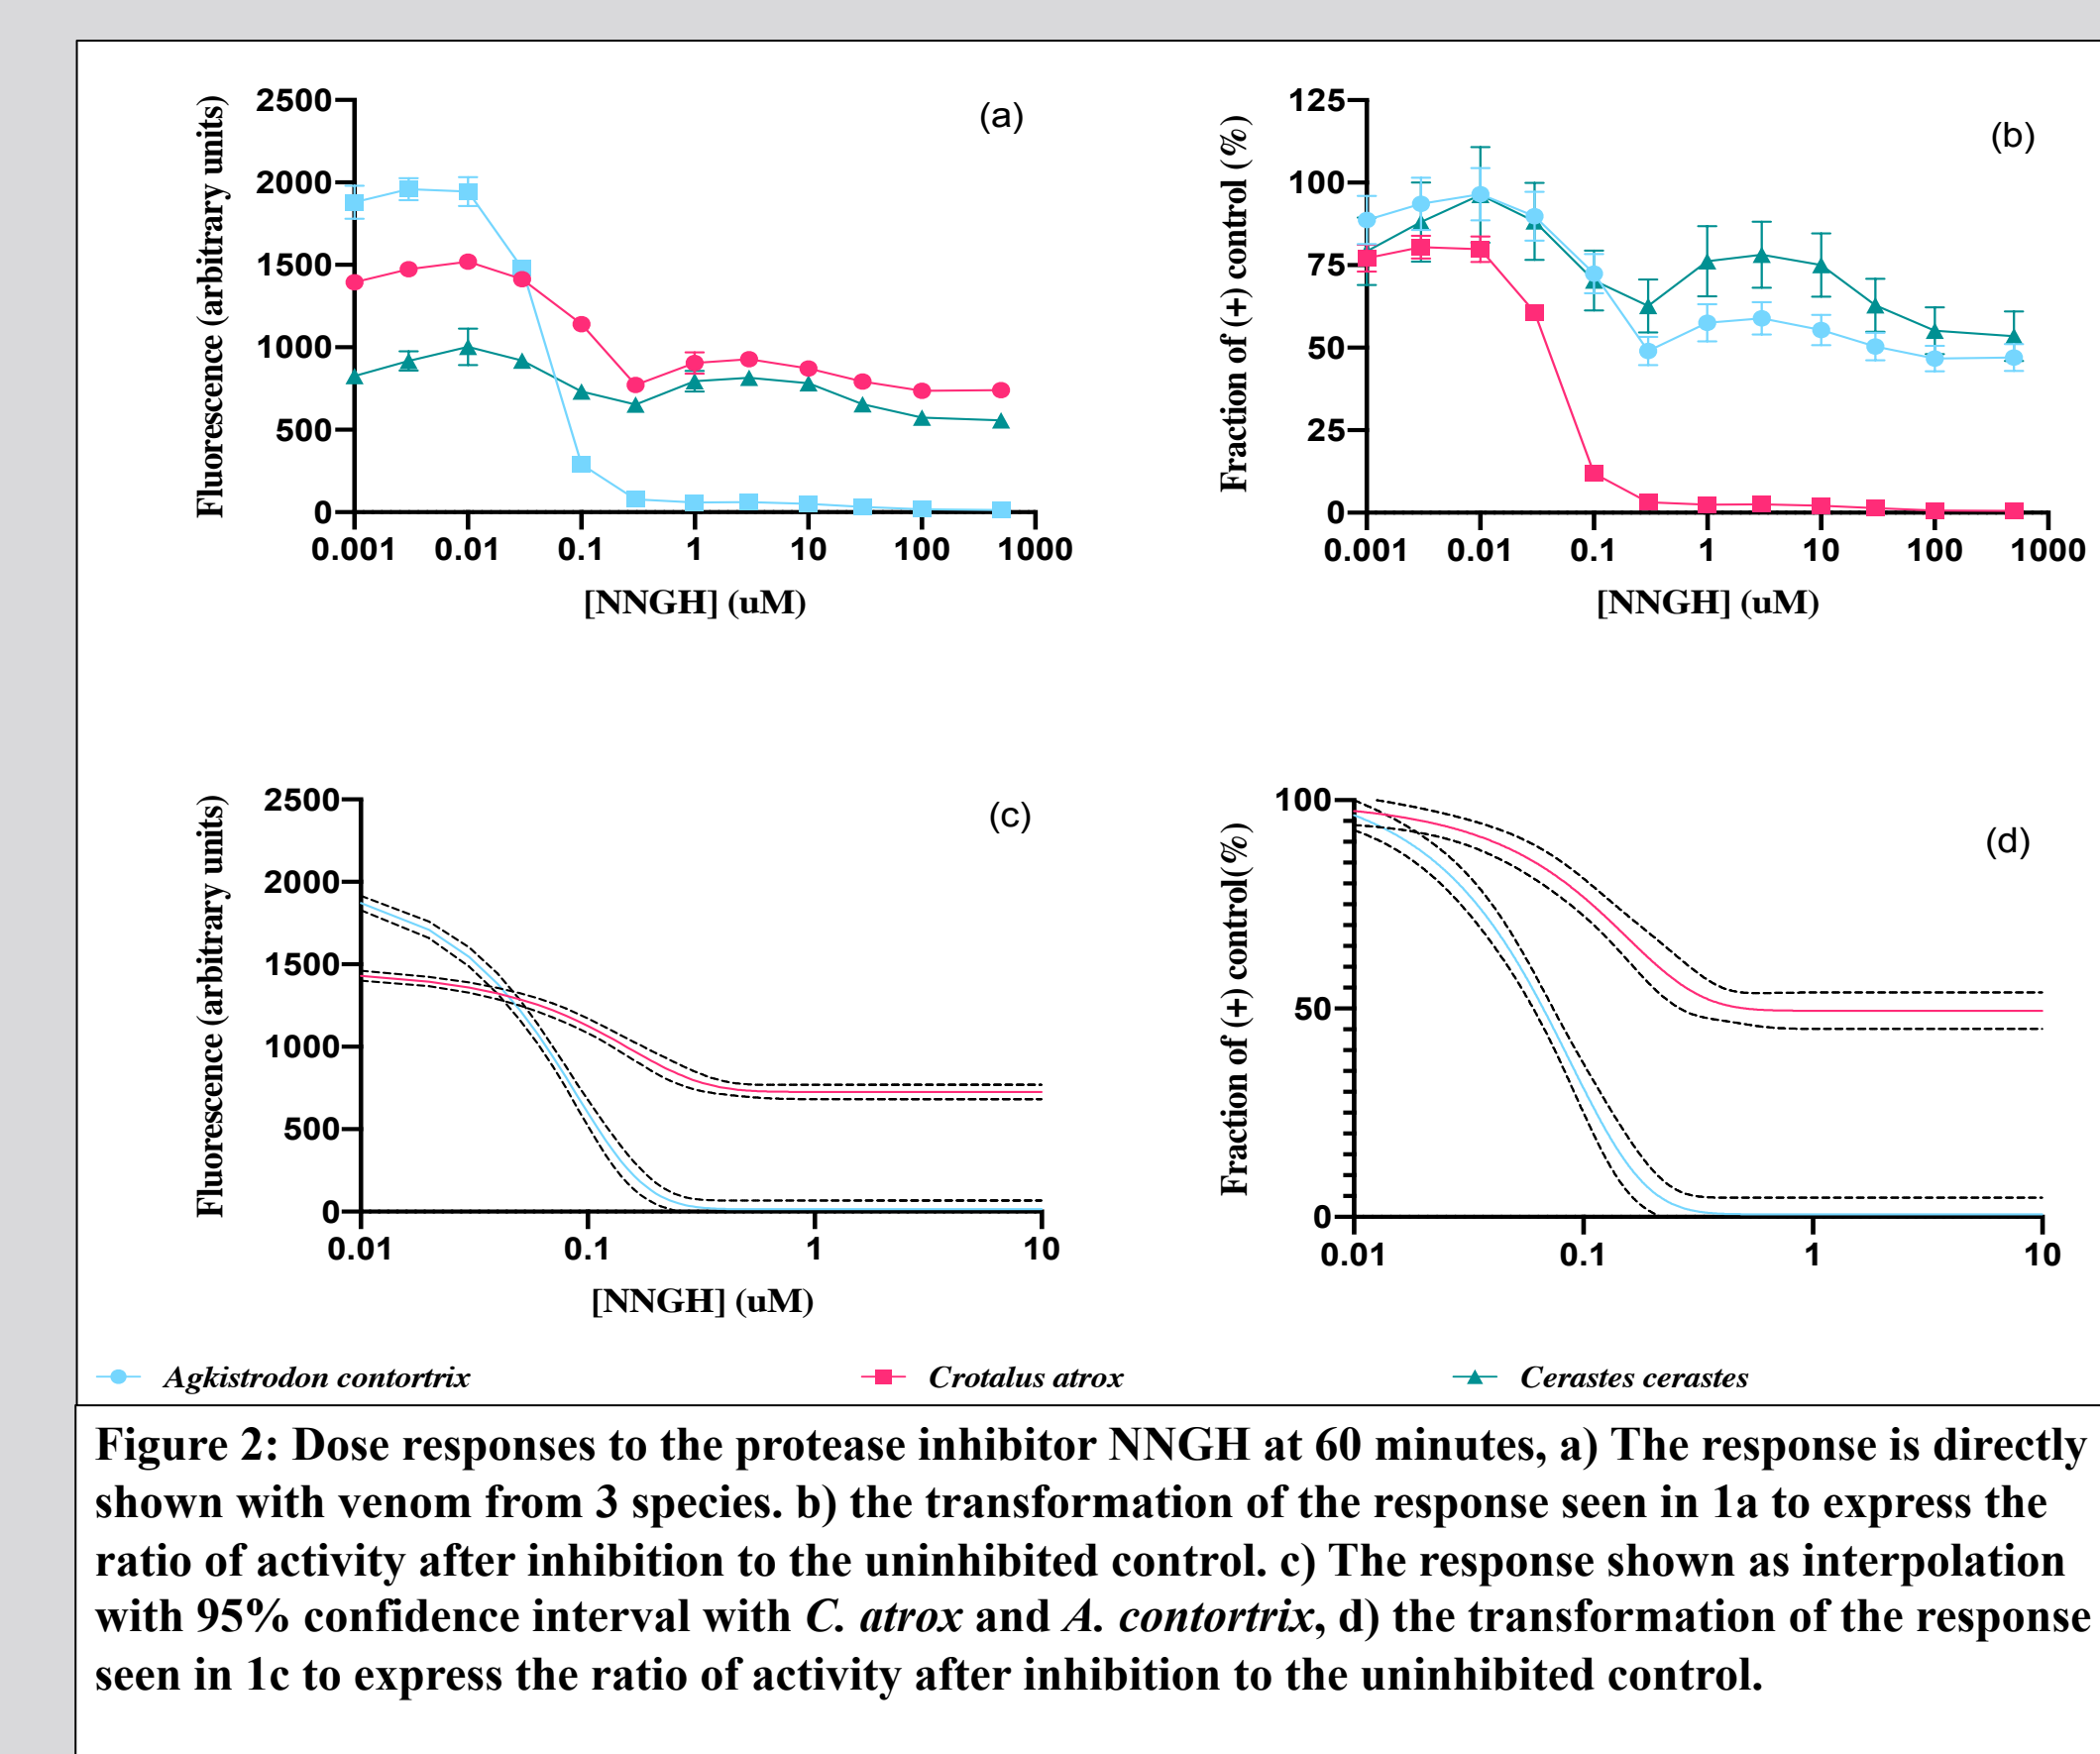 (a)
Fluorescence (arbitrary units)
2500
2000
1500
1000
500
0
0.001 0.01 0.1 1 10 100 1000
[NNGH] (uM)
(b)
Fraction of (+) control (%)
125
100
75
50
25
0
0.001 0.01 0.1 1 10 100 1000
[NNGH] (uM)
(c)
Fluorescence (arbitrary units)
2500
2000
1500
1000
500
0
0.01 0.1 1 10
[NNGH] (uM)
(d)
Fraction of (+) control(%)
100
50
0
0.01 0.1 1 10
Agkistrodon contortrix Crotalus atrox Cerastes cerastes
Figure 2: Dose responses to the protease inhibitor NNGH at 60 minutes, a) The response is directly
shown with venom from 3 species. b) the transformation of the response seen in 1a to express the
ratio of activity after inhibition to the uninhibited control. c) The response shown as interpolation
with 95% confidence interval with C. atrox and A. contortrix, d) the transformation of the response
seen in 1c to express the ratio of activity after inhibition to the uninhibited control.